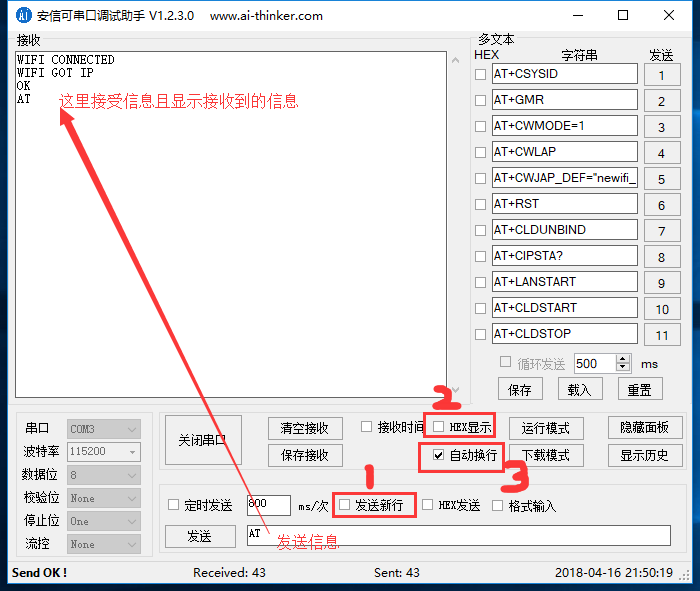 安信可串口调试助手 V1.2.3.0 www.ai-thinker.com
接收
WIFI CONNECTED
WIFI GOT IP
OK
AT
这里接受信息且显示接收到的信息
多文本
HEX 字符串 发送
AT+CSYSID 1
AT+GMR 2
AT+CWMODE=1 3
AT+CWLAP 4
AT+CWJAP_DEF="newifi_ 5
AT+RST 6
AT+CLDUNBIND 7
AT+CIPSTA? 8
AT+LANSTART 9
AT+CLDSTART 10
AT+CLDSTOP 11
循环发送 500 ms
保存 载入 重置
串口 COM3
波特率 115200
数据位 8
校验位 None
停止位 One
流控 None
关闭串口
清空接收
保存接收
接收时间
2
HEX显示
自动换行
3
运行模式
下载模式
隐藏面板
显示历史
1
定时发送 800 ms/次 发送新行 HEX发送 格式输入
发送 AT
发送信息
Send OK ! Received: 43 Sent: 43 2018-04-16 21:50:19